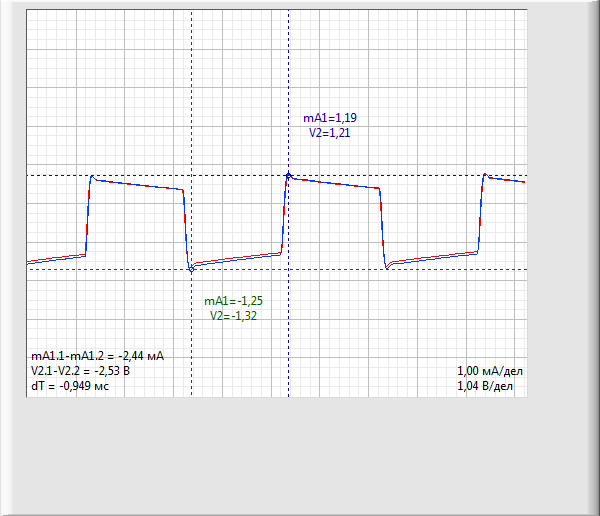 mA1=1,19
V2=1,21
mA1=-1,25
V2=-1,32
mA1.1-mA1.2 = -2,44 мА
V2.1-V2.2 = -2,53 В
dT = -0,949 мс
1,00 мА/дел
1,04 В/дел